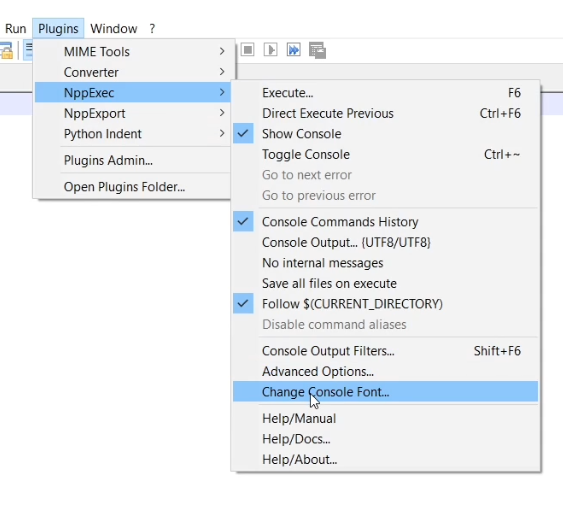 Run Plugins Window ?
MIME Tools >
Converter >
NppExec >
NppExport >
Python Indent >
Plugins Admin...
Open Plugins Folder...
Execute... F6
Direct Execute Previous Ctrl+F6
Show Console
Toggle Console Ctrl+~
Go to next error
Go to previous error
Console Commands History
Console Output... {UTF8/UTF8}
No internal messages
Save all files on execute
Follow $(CURRENT_DIRECTORY)
Disable command aliases
Console Output Filters... Shift+F6
Advanced Options...
Change Console Font...
Help/Manual
Help/Docs...
Help/About...